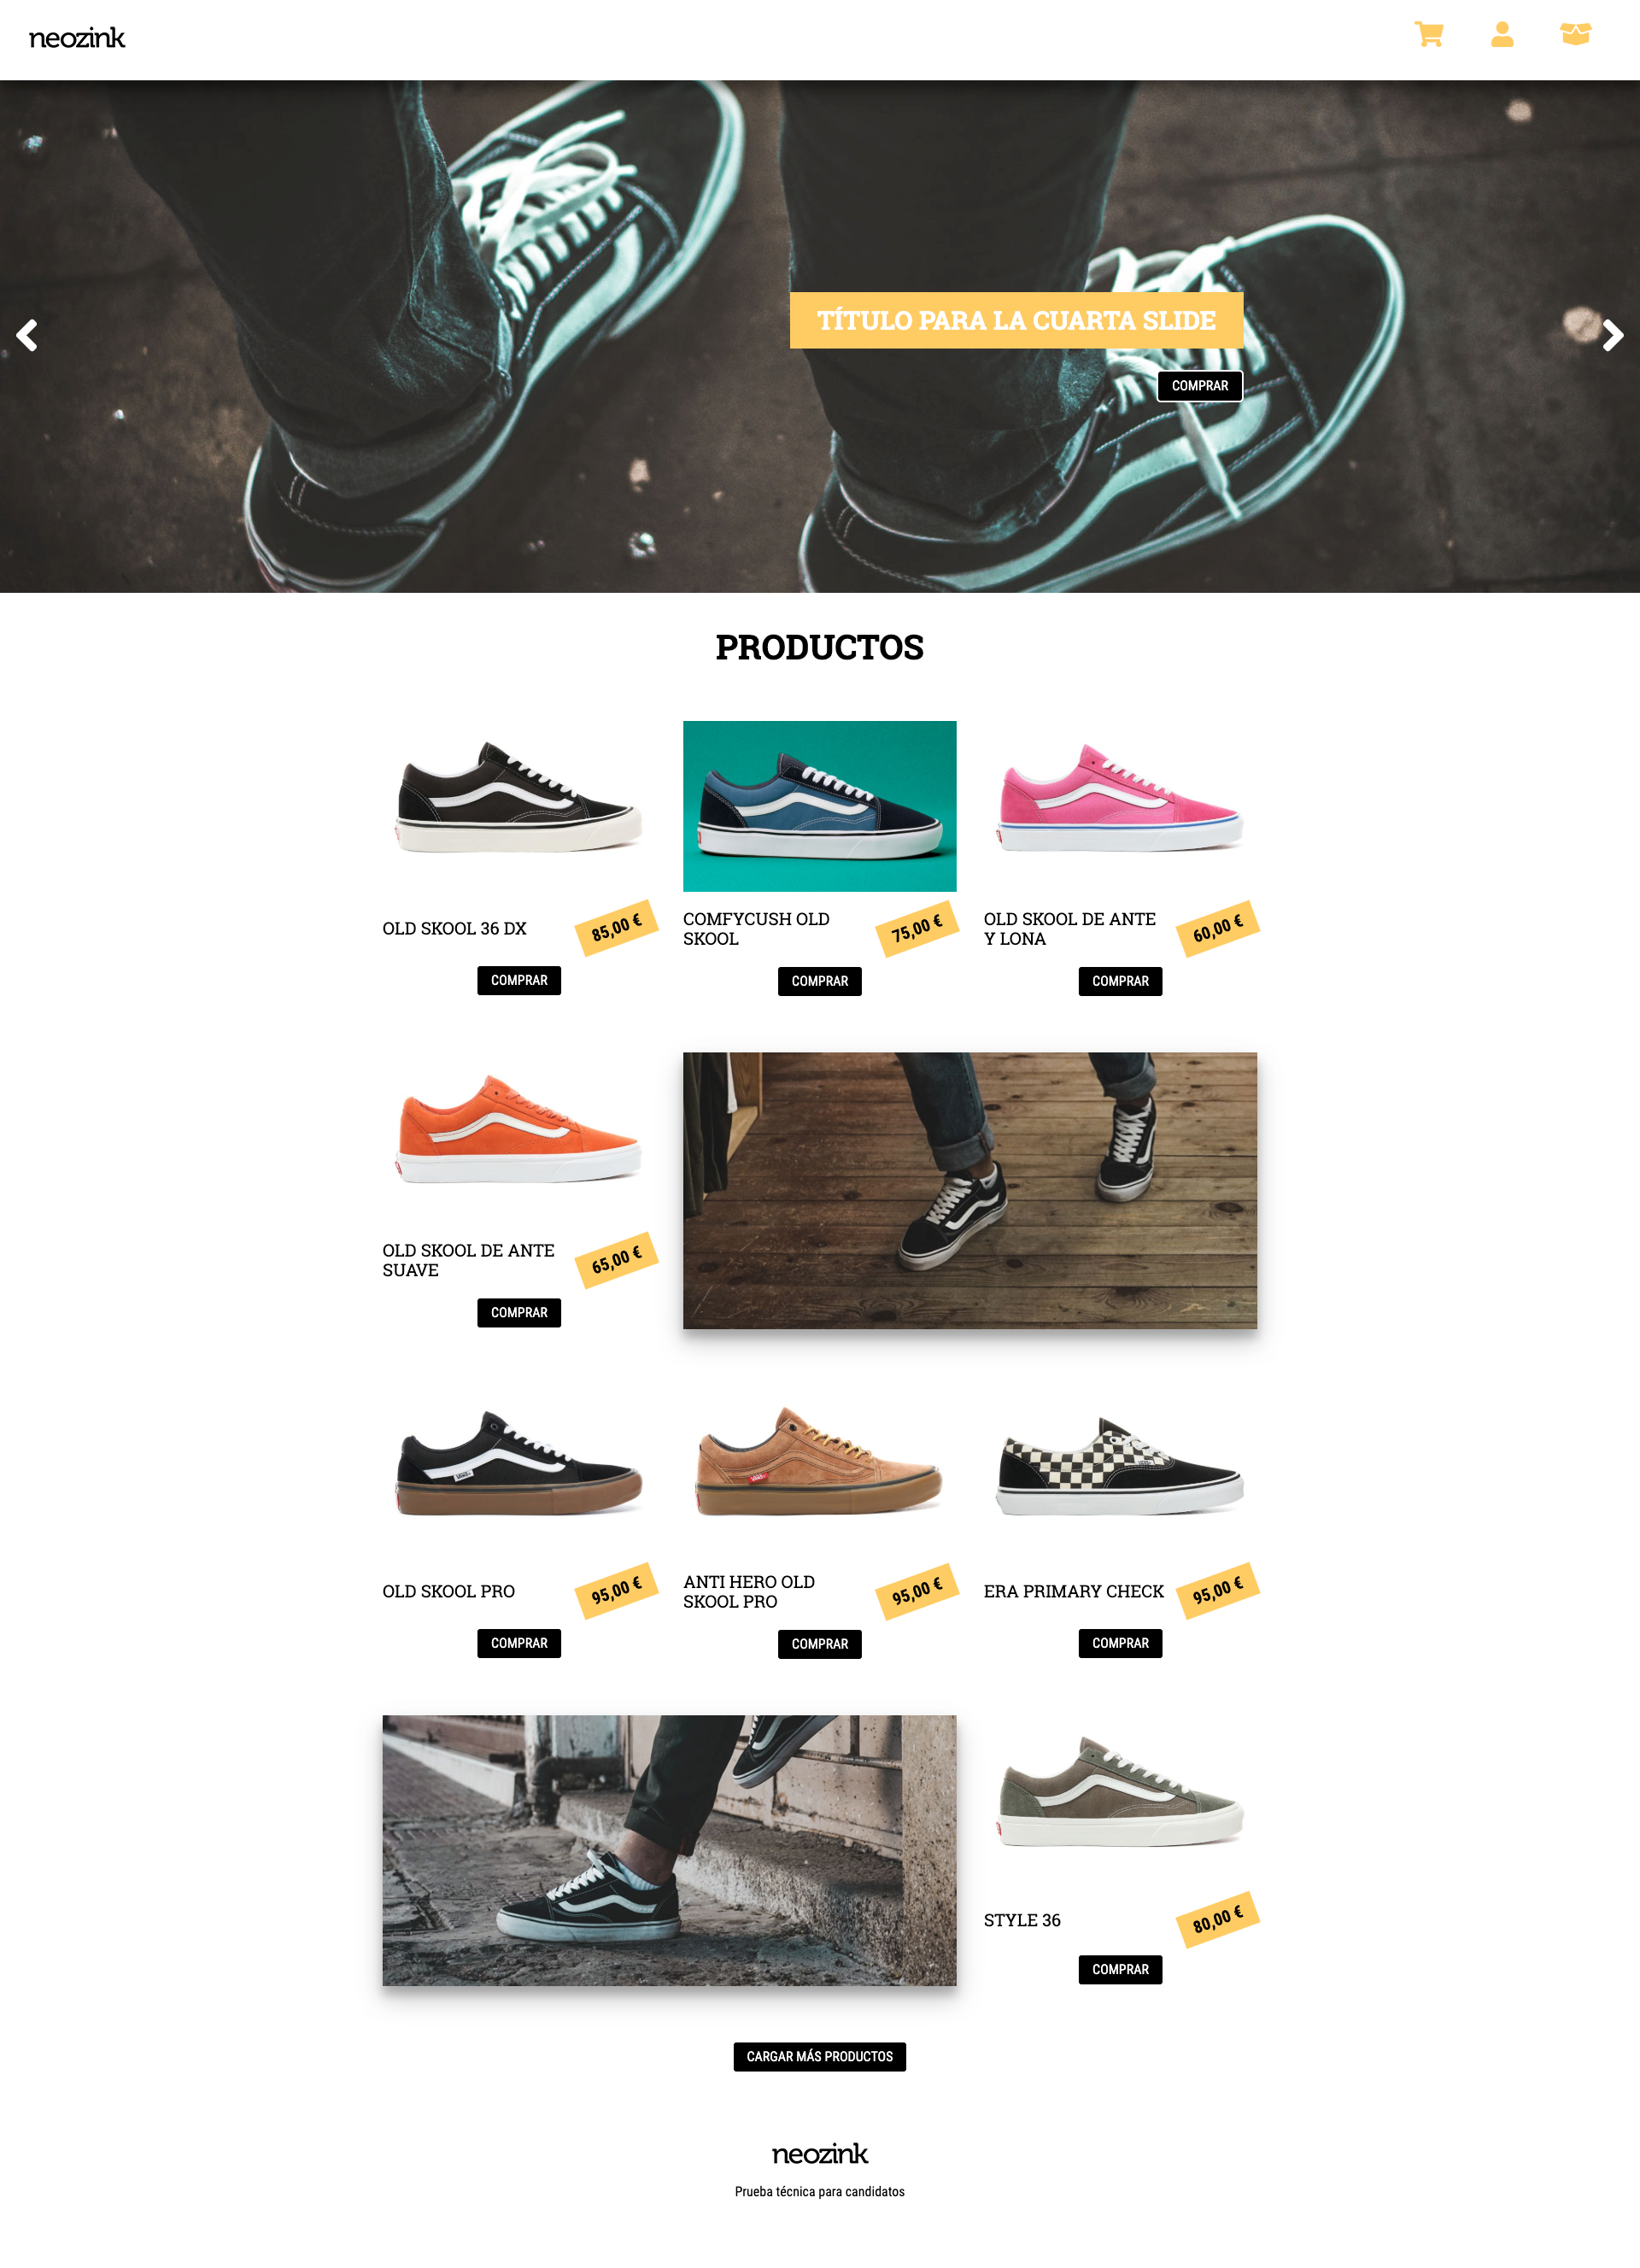 neozink
TÍTULO PARA LA CUARTA SLIDE
COMPRAR
PRODUCTOS
OLD SKOOL 36 DX
85,00 €
COMPRAR
COMFYCUSH OLD
SKOOL
75,00 €
COMPRAR
OLD SKOOL DE ANTE
Y LONA
60,00 €
COMPRAR
OLD SKOOL DE ANTE
SUAVE
65,00 €
COMPRAR
OLD SKOOL PRO
95,00 €
COMPRAR
ANTI HERO OLD
SKOOL PRO
95,00 €
COMPRAR
ERA PRIMARY CHECK
95,00 €
COMPRAR
STYLE 36
80,00 €
COMPRAR
CARGAR MÁS PRODUCTOS
neozink
Prueba técnica para candidatos